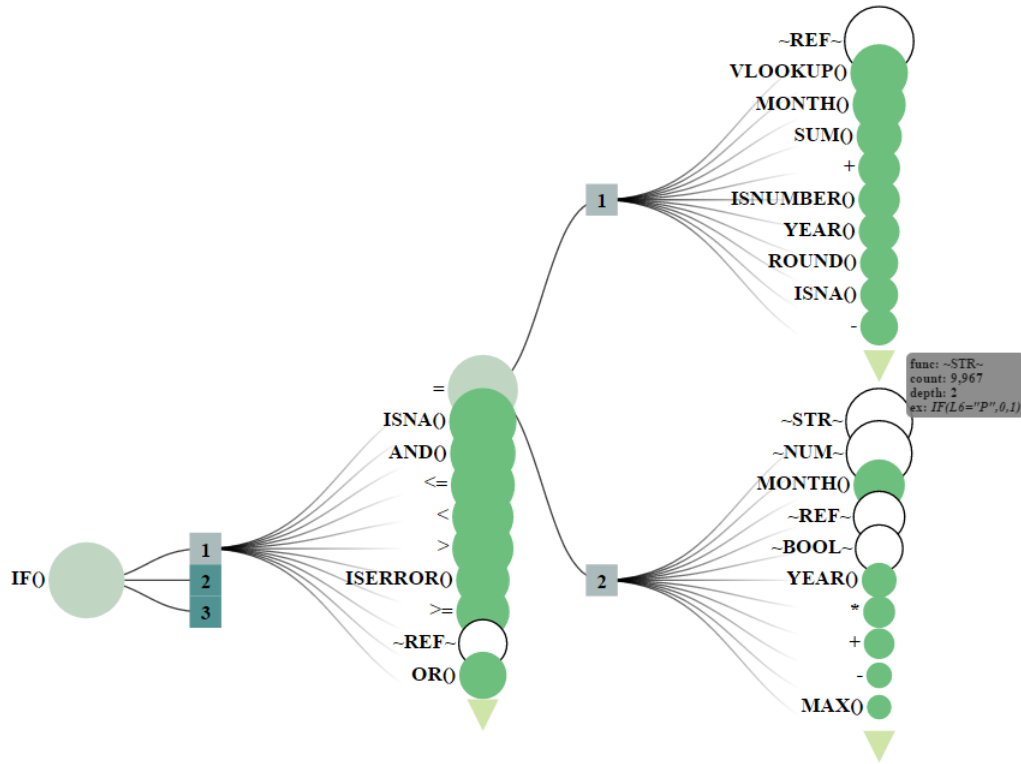 ~REF~
VLOOKUP()
MONTH()
SUM()
+
1
ISNUMBER()
YEAR()
ROUND()
ISNA()
-
func: ~STR~
count: 9,967
depth: 2
ex: IF(L6="P",0,1)
=
ISNA()
AND()
<=
<
>
ISERROR()
>=
~REF~
OR()
IF()
1
2
3
~STR~
~NUM~
MONTH()
~REF~
~BOOL~
2
YEAR()
*
+
-
MAX()